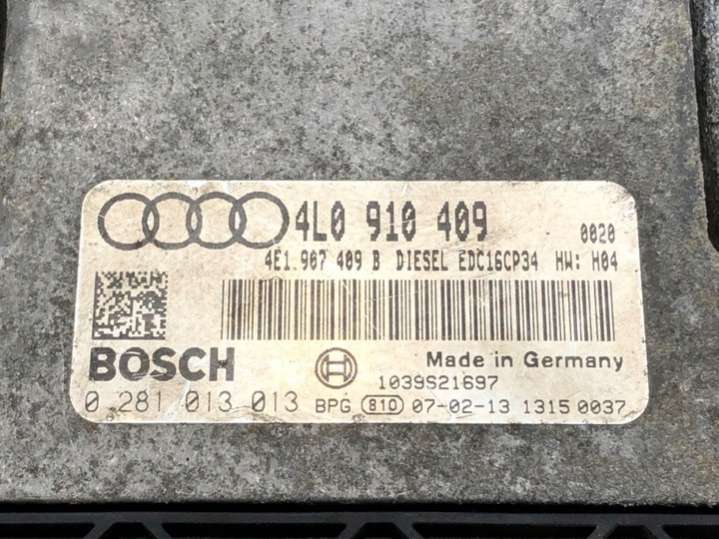 4L0 910 409 0020
4E1.907 409 B DIESEL EDC16CP34 HW: H04
BOSCH Made in Germany
1039S21697
0 281 013 013 BPG 810 07-02-13 1315 0037